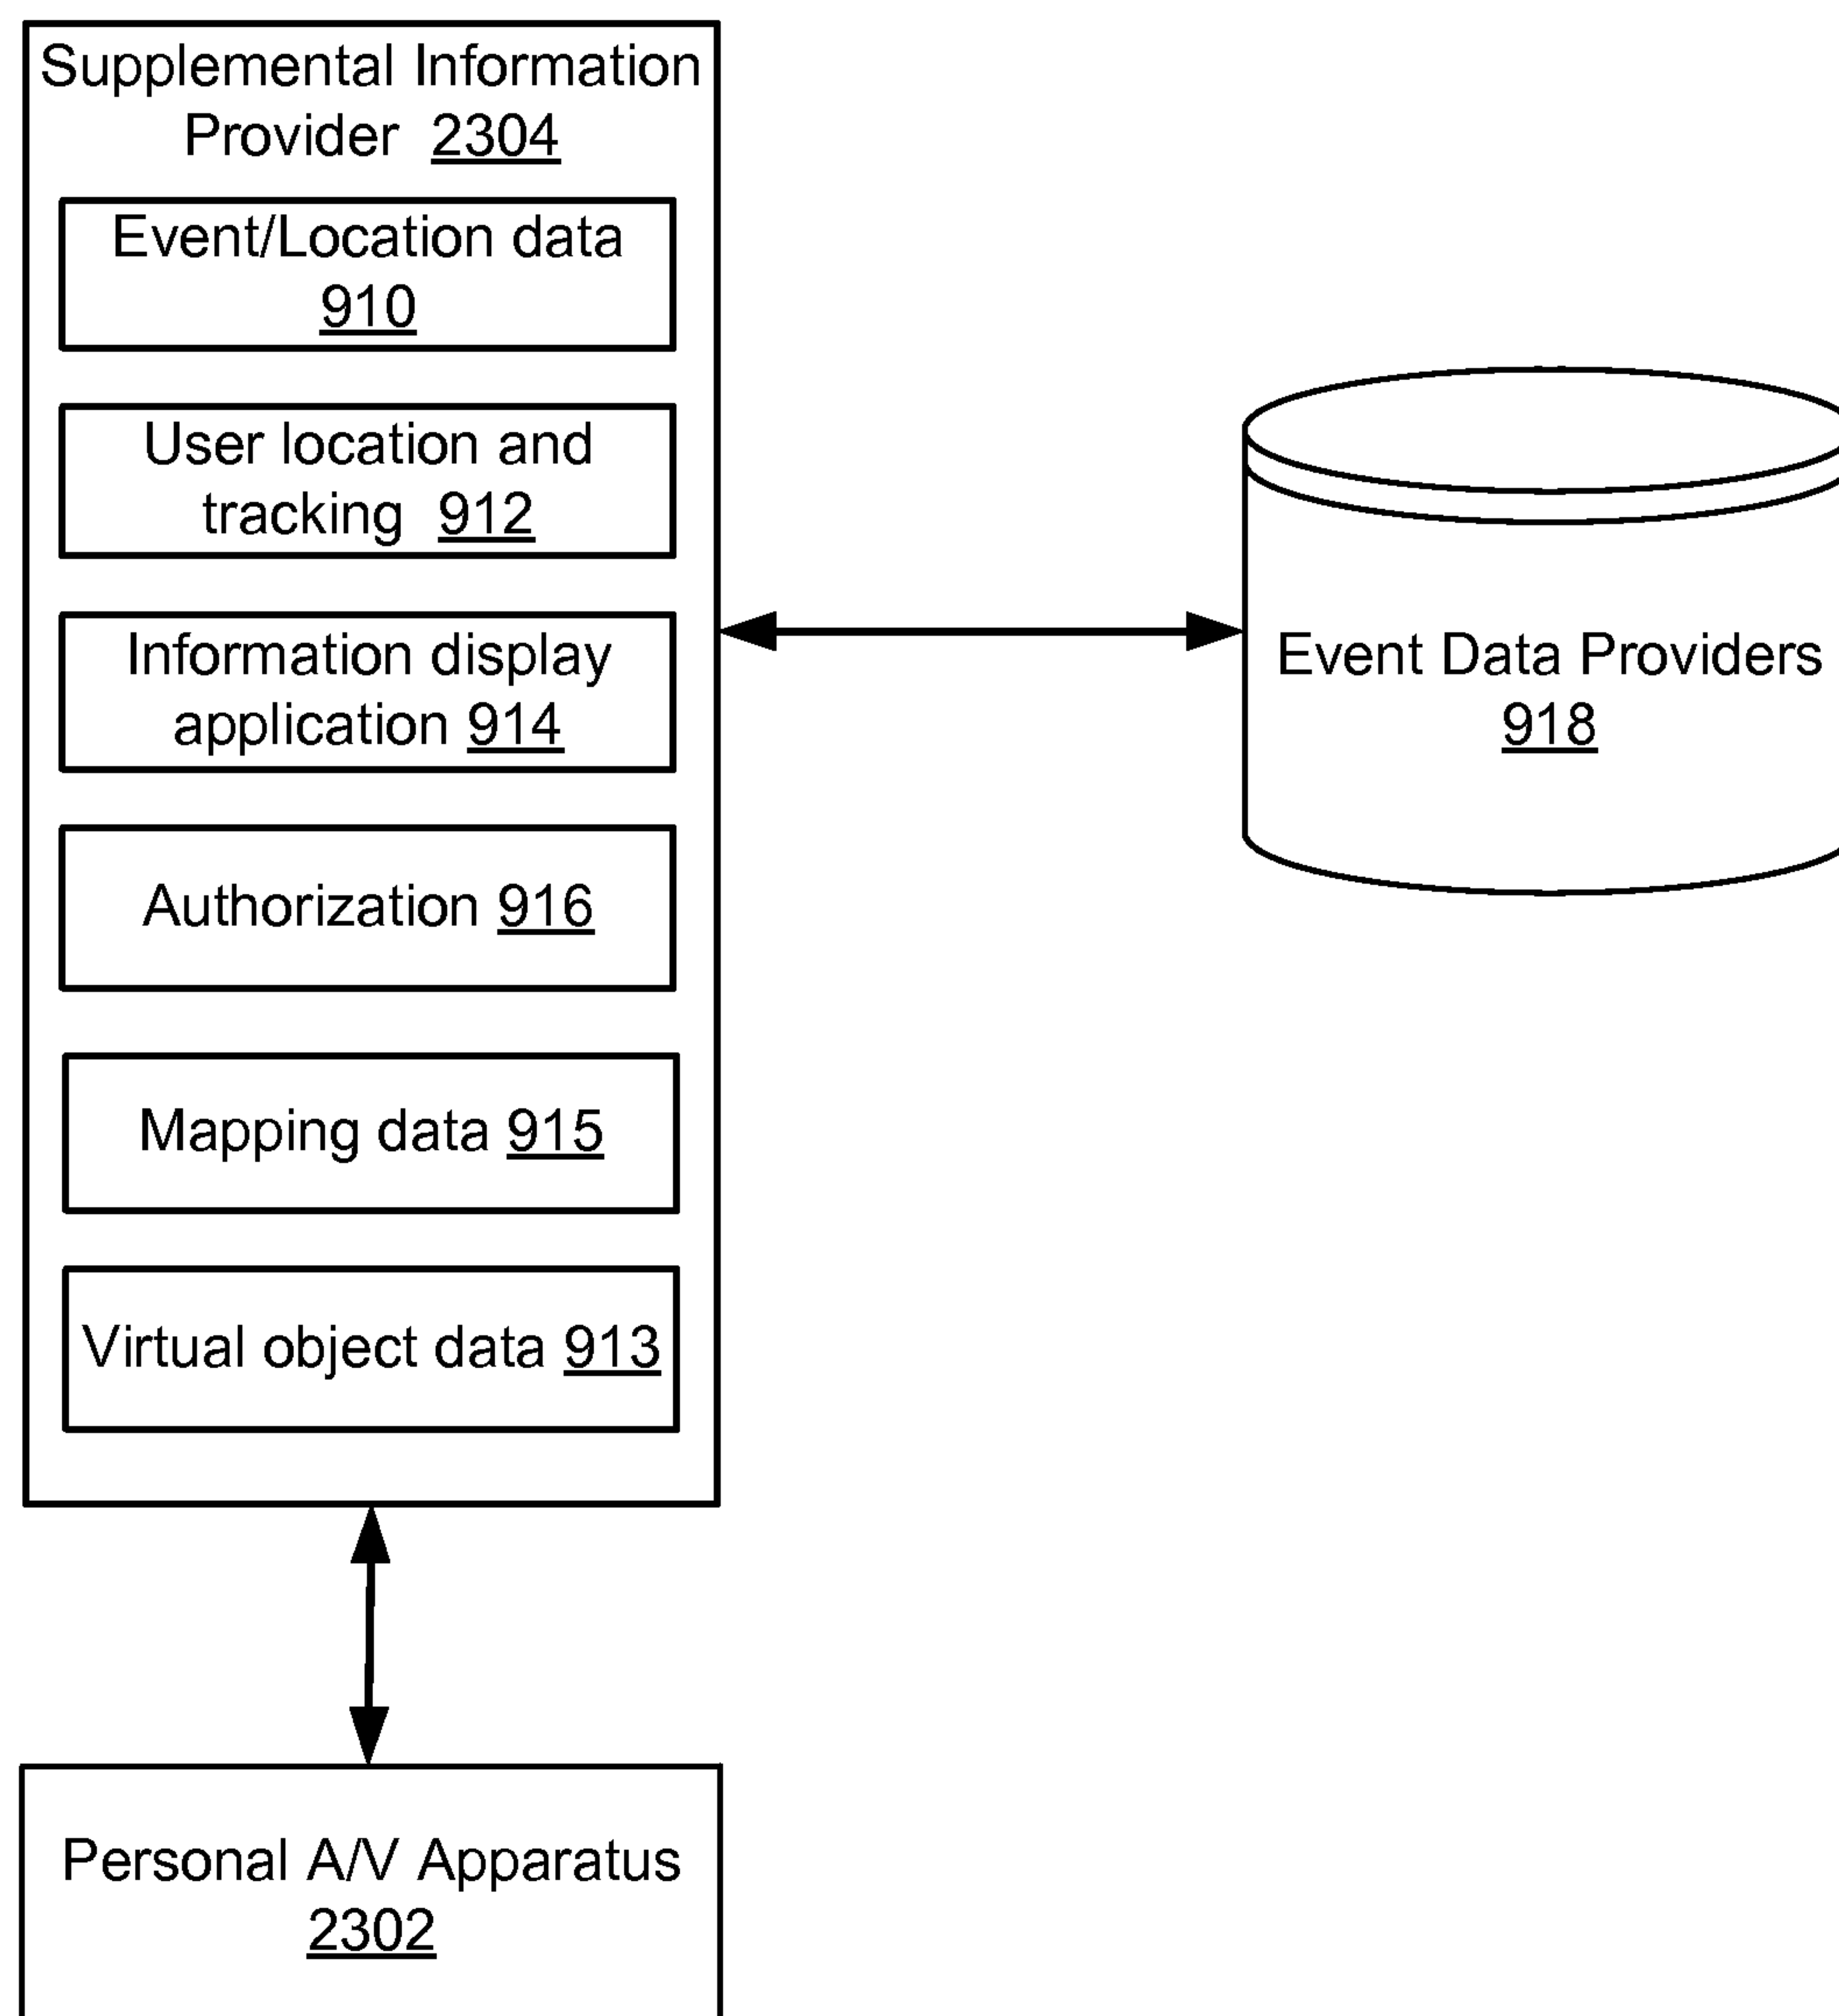 Supplemental Information
Provider 2304
Event/Location data
910
User location and
tracking 912
Information display
application 914
Authorization 916
Mapping data 915
Virtual object data 913
Event Data Providers
918
Personal A/V Apparatus
2302